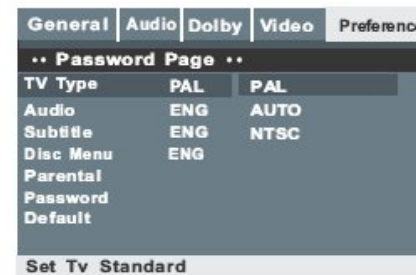 General Audio Dolby Video Preference
•• Password Page ••
TV Type PAL PAL
Audio ENG AUTO
Subtitle ENG NTSC
Disc Menu ENG
Parental
Password
Default
Set Tv Standard